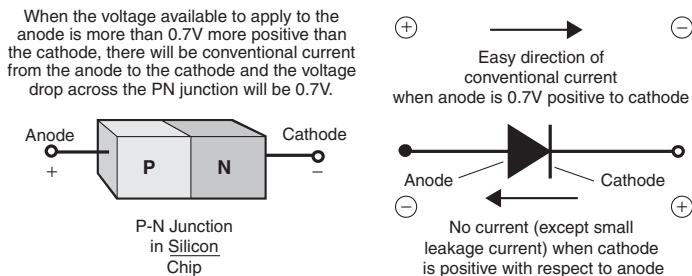 When the voltage available to apply to the
anode is more than 0.7V more positive than
the cathode, there will be conventional current
from the anode to the cathode and the voltage
drop across the PN junction will be 0.7V.
Anode
Cathode
+
−
P
N
P-N Junction
in Silicon
Chip
+
−
Easy direction of
conventional current
when anode is 0.7V positive to cathode
Anode
Cathode
−
+
No current (except small
leakage current) when cathode
is positive with respect to anode